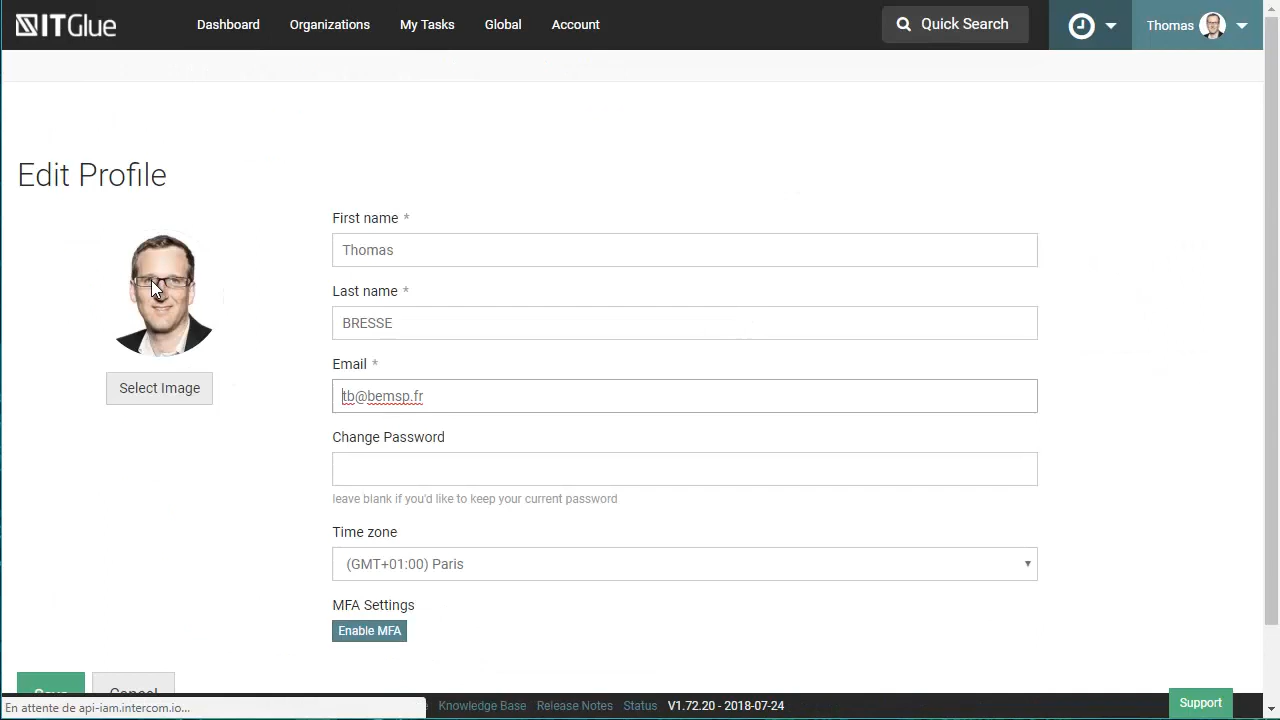 ITGlue Dashboard Organizations My Tasks Global Account Quick Search Thomas
Edit Profile
First name *
Thomas
Last name *
BRESSE
Email *
tb@bemsp.fr
Select Image
Change Password
leave blank if you'd like to keep your current password
Time zone
(GMT+01:00) Paris
MFA Settings
Enable MFA
Save Cancel
En attente de api-iam.intercom.io... Knowledge Base Release Notes Status V1.72.20 - 2018-07-24 Support